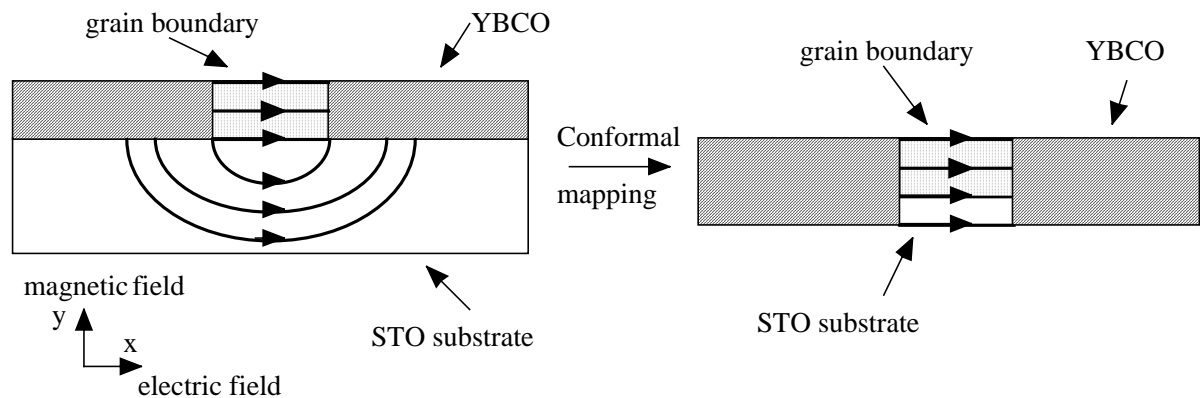 grain boundary
YBCO
magnetic field
y
x
electric field
STO substrate
Conformal
mapping
grain boundary
YBCO
STO substrate